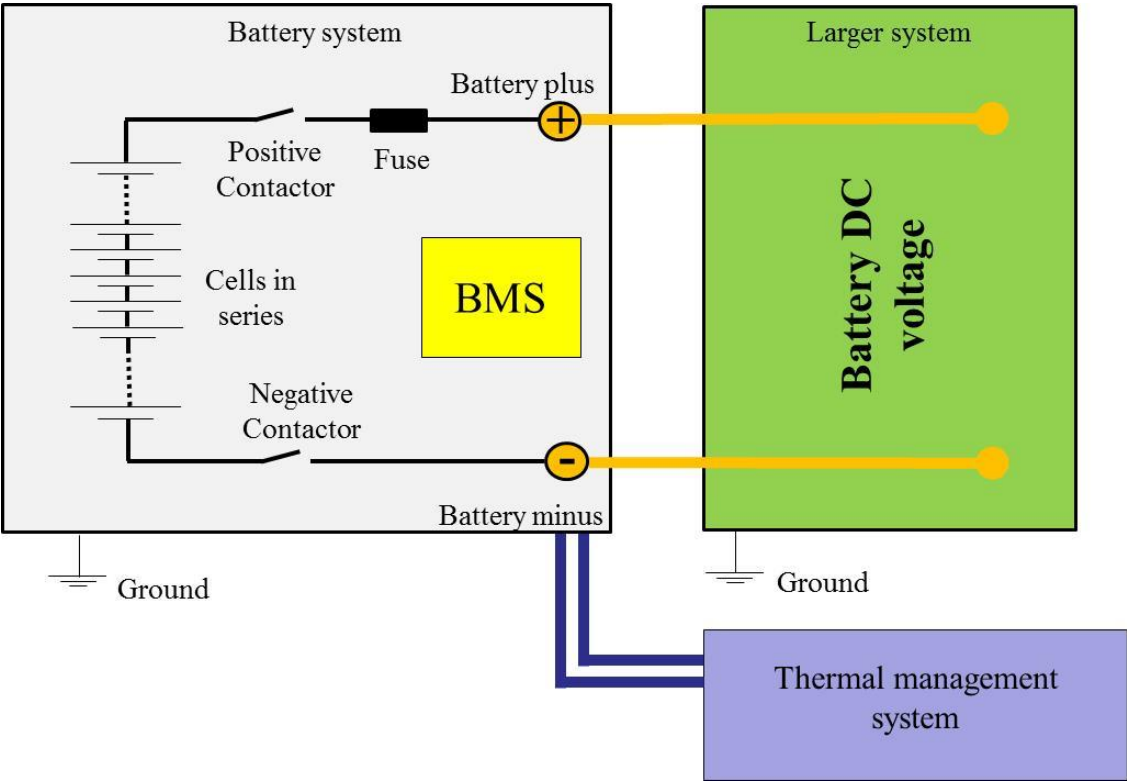 Battery system
Larger system
Battery plus
+
Positive
Contactor
Fuse
Cells in
series
BMS
Battery DC
voltage
Negative
Contactor
-
Battery minus
Ground
Ground
Thermal management
system